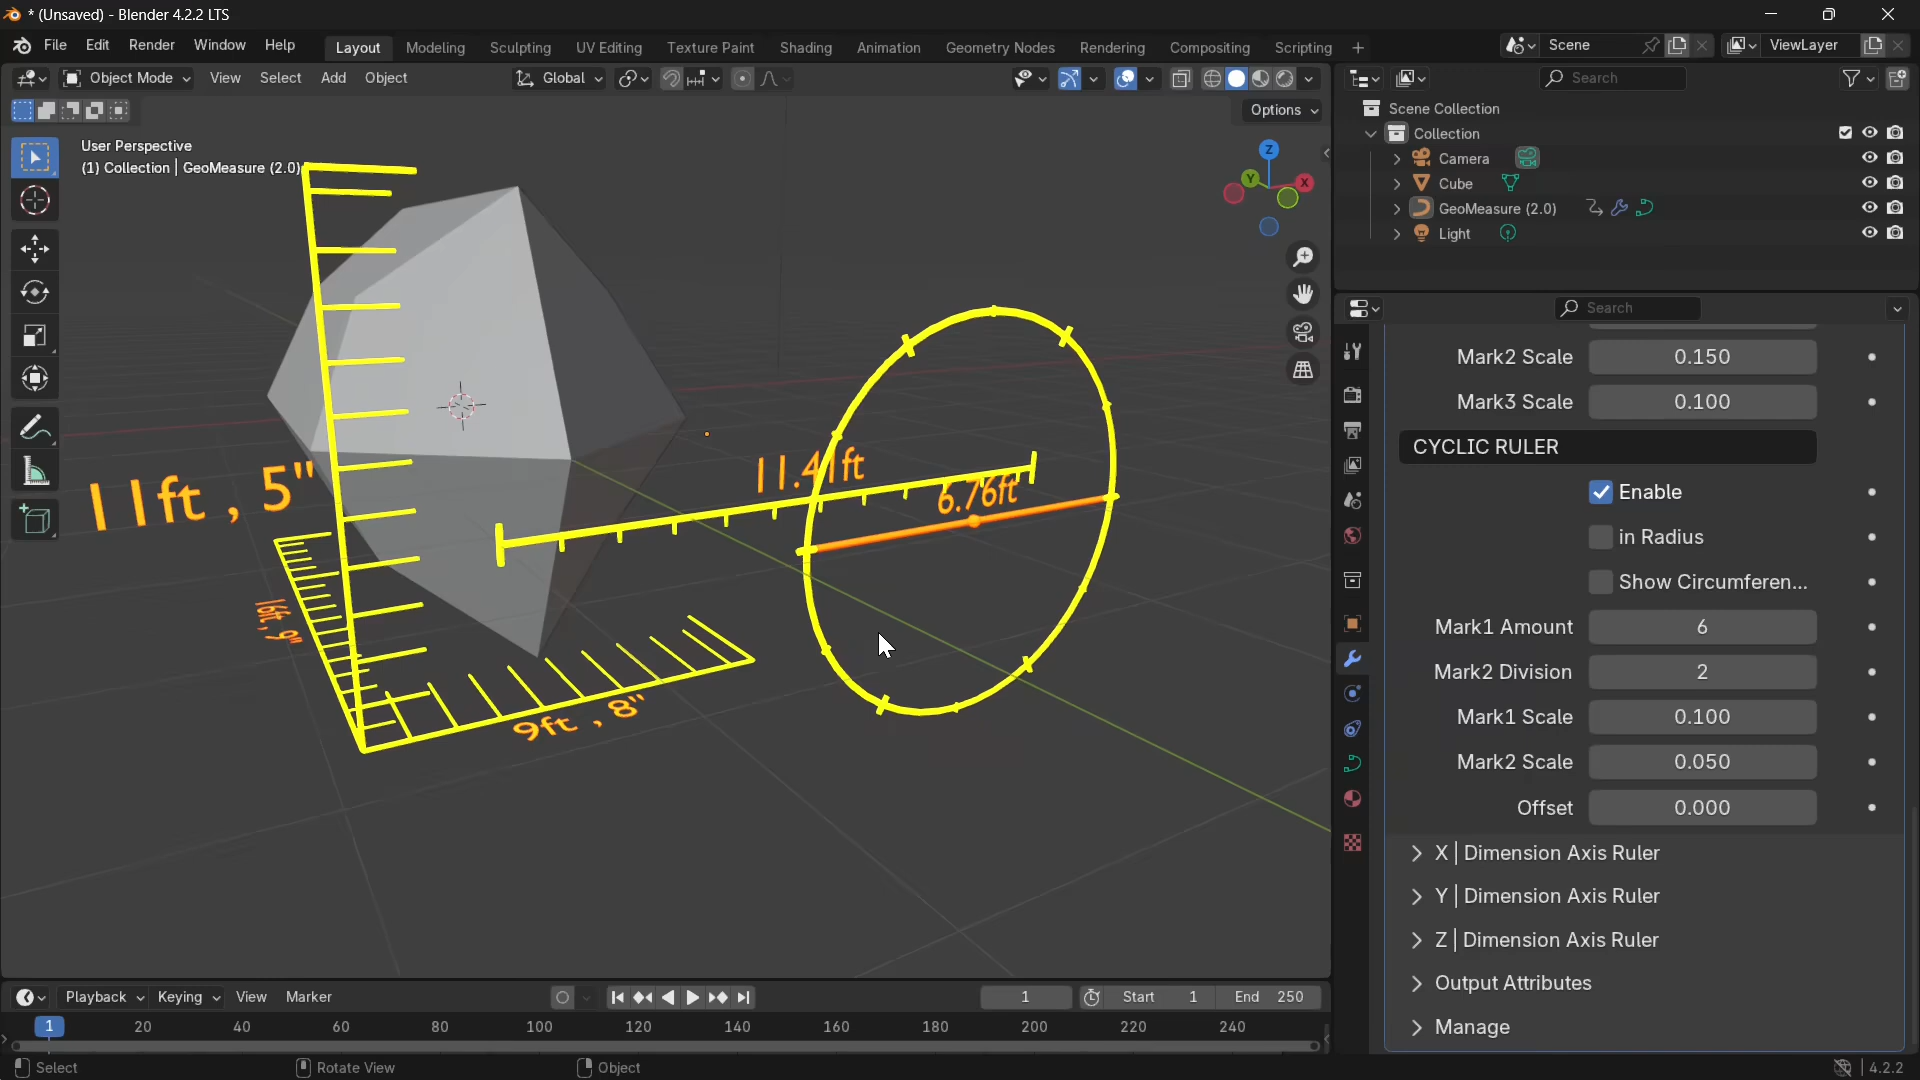 * (Unsaved) - Blender 4.2.2 LTS
File Edit Render Window Help
Layout Modeling Sculpting UV Editing Texture Paint Shading Animation Geometry Nodes Rendering Compositing Scripting +
Scene
ViewLayer
Object Mode View Select Add Object
Global
Options
User Perspective
(1) Collection | GeoMeasure (2.0)
Z
Y
X
11ft , 5"
11.41ft
6.76ft
16ft , 9"
9ft , 8"
Search
Scene Collection
Collection
Camera
Cube
GeoMeasure (2.0)
Light
Search
Mark2 Scale 0.150
Mark3 Scale 0.100
CYCLIC RULER
Enable
in Radius
Show Circumferen...
Mark1 Amount 6
Mark2 Division 2
Mark1 Scale 0.100
Mark2 Scale 0.050
Offset 0.000
X | Dimension Axis Ruler
Y | Dimension Axis Ruler
Z | Dimension Axis Ruler
Output Attributes
Manage
Playback Keying View Marker
1 Start 1 End 250
1 20 40 60 80 100 120 140 160 180 200 220 240
Select Rotate View Object 4.2.2